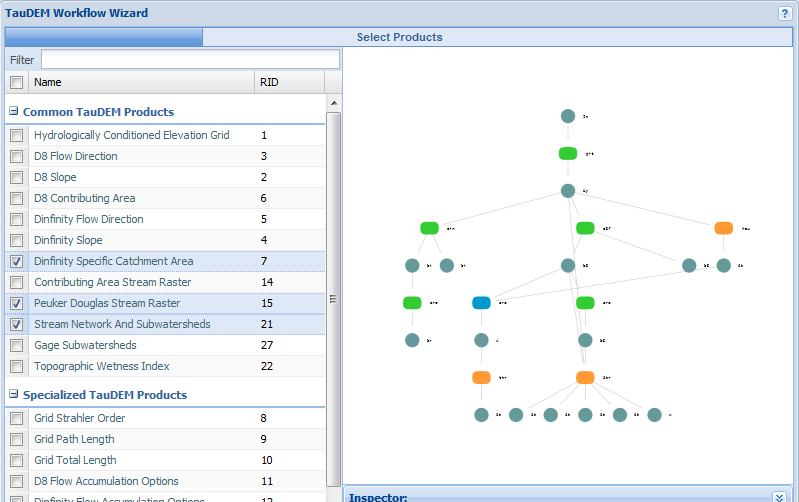 TauDEM Workflow Wizard ?
Select Products
Filter
Name RID
Common TauDEM Products
Hydrologically Conditioned Elevation Grid 1
D8 Flow Direction 3
D8 Slope 2
D8 Contributing Area 6
Dinfinity Flow Direction 5
Dinfinity Slope 4
Dinfinity Specific Catchment Area 7
Contributing Area Stream Raster 14
Peuker Douglas Stream Raster 15
Stream Network And Subwatersheds 21
Gage Subwatersheds 27
Topographic Wetness Index 22
Specialized TauDEM Products
Grid Strahler Order 8
Grid Path Length 9
Grid Total Length 10
D8 Flow Accumulation Options 11
Dinfinity Flow Accumulation Options 12
Inspector: